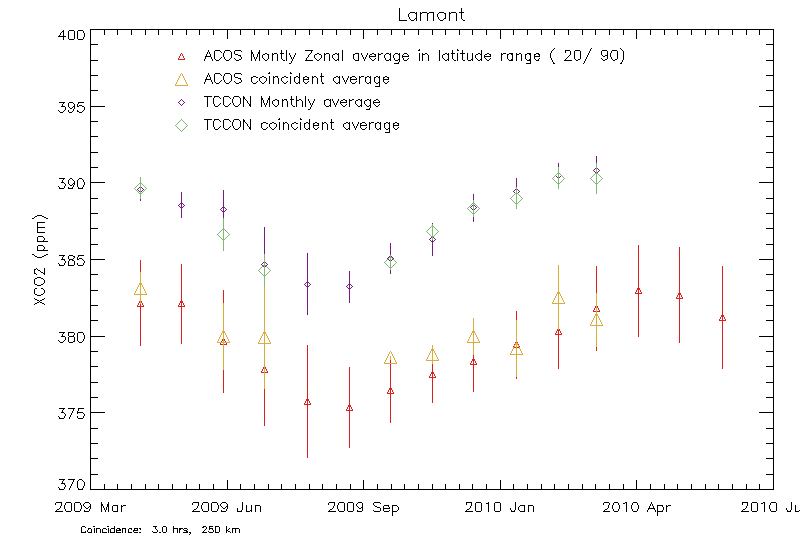 Lamont
400
395
390
385
380
375
370
XCO2 (ppm)
ACOS Montly Zonal average in latitude range ( 20/ 90)
ACOS coincident average
TCCON Monthly average
TCCON coincident average
2009 Mar 2009 Jun 2009 Sep 2010 Jan 2010 Apr 2010 Ju
Coincidence: 3.0 hrs, 250 km